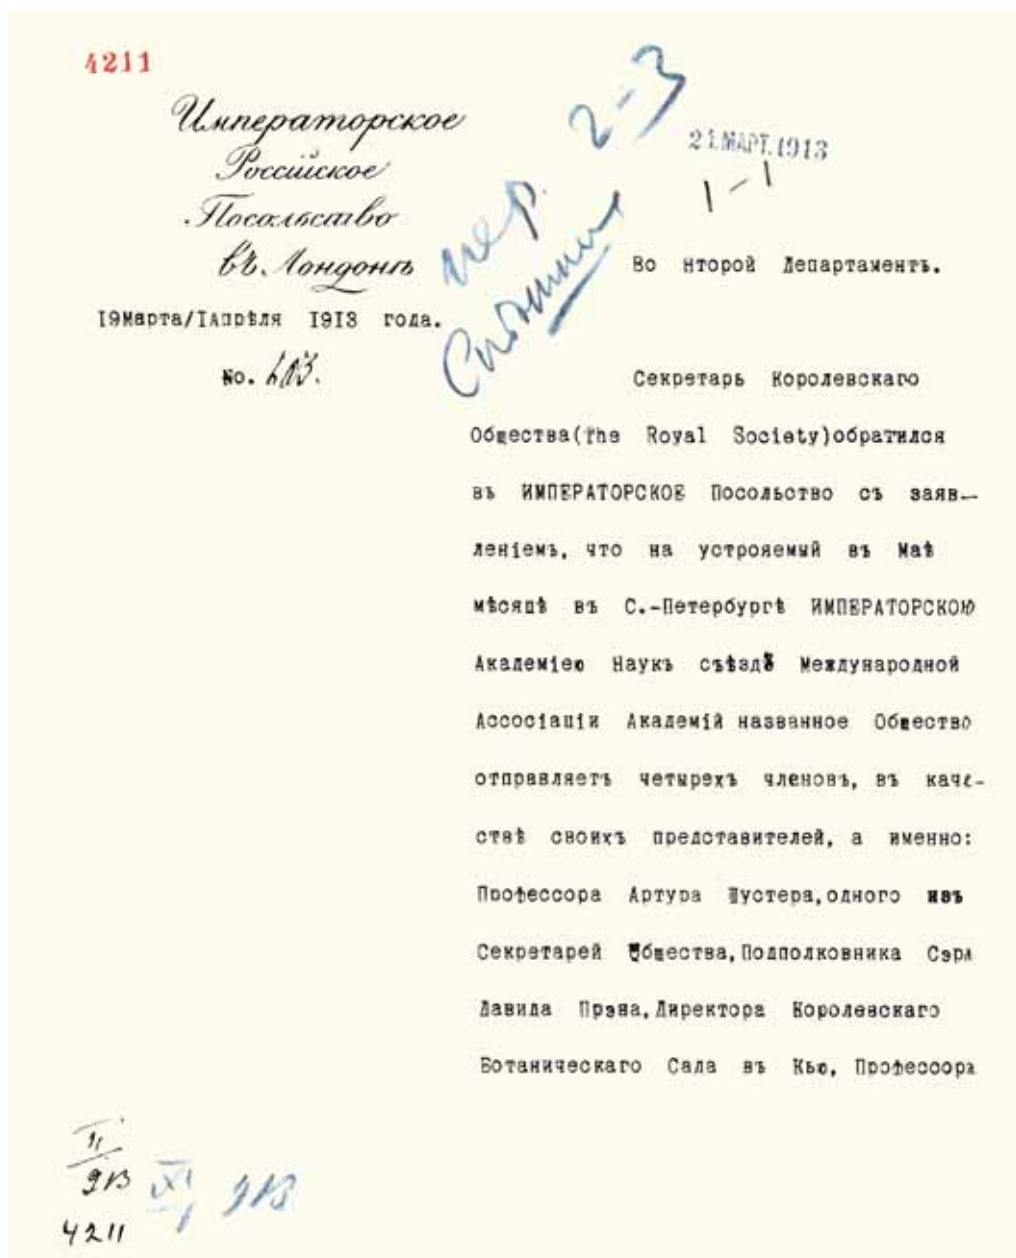 4211
2-3
Императорское
Россійское
Посольство
въ Лондонѣ
21.МАРТ.1913
1-1
Во второй Департаментъ.
19Марта/1Апрѣля 1913 года.
No. 203.
Секретарь Королевскаго
Общества(The Royal Society)обратился
въ ИМПЕРАТОРСКОЕ Посольство съ заяв-
леніемъ, что на устрояемый въ Маѣ
мѣсяцѣ въ С.-Петербургѣ ИМПЕРАТОРСКОЮ
Академіею Наукъ съѣздъ Международной
Ассоціаціи Академій названное Общество
отправляетъ четырехъ членовъ, въ каче-
ствѣ своихъ представителей, а именно:
Профессора Артура Шустера,одного изъ
Секретарей Общества,Подполковника Сэра
Давида Прэна,Директора Королевскаго
Ботаническаго Сада въ Кью, Профессора
II
913
4211
913